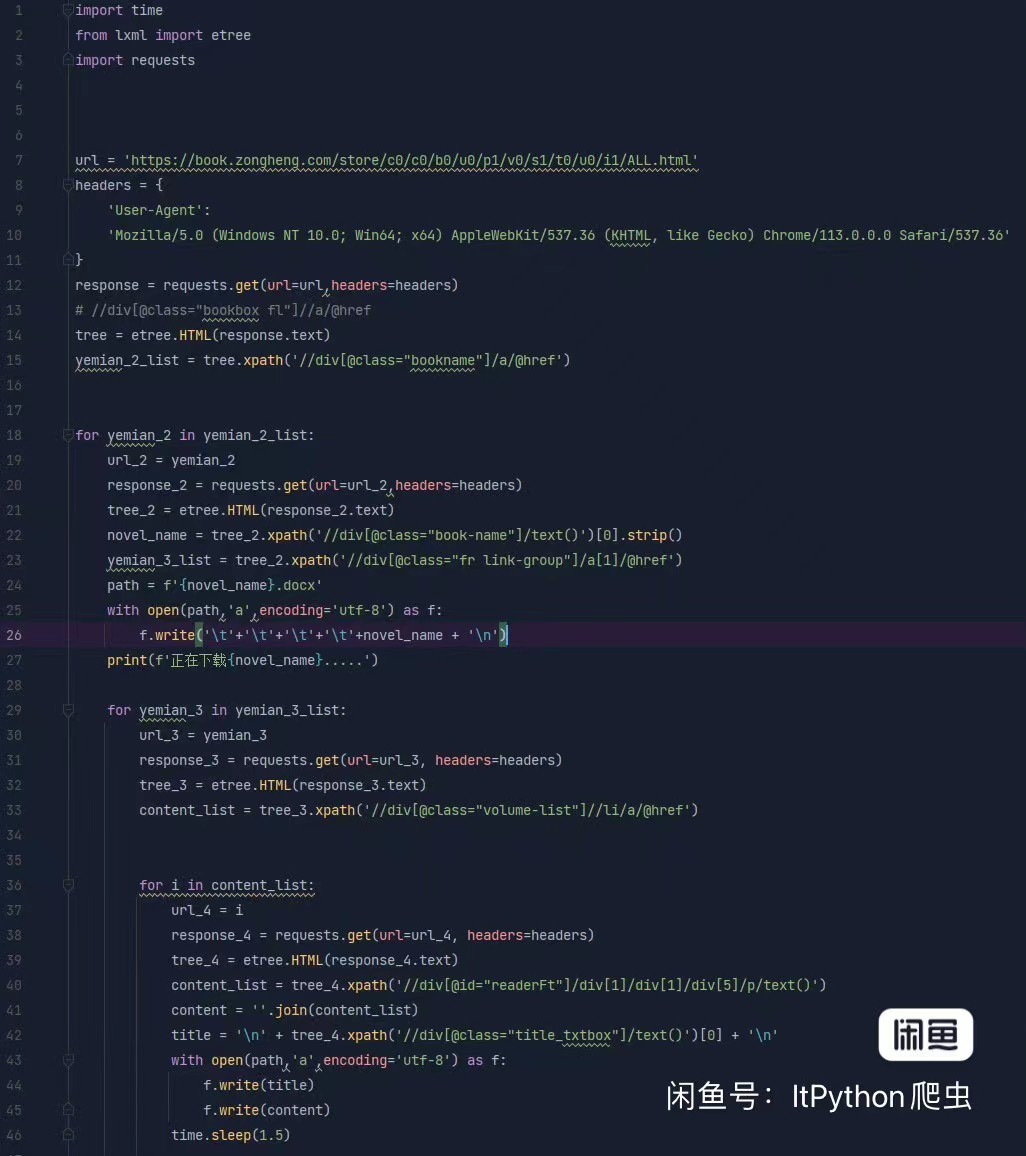 1 import time
2 from lxml import etree
3 import requests
4
5
6
7 url = 'https://book.zongheng.com/store/c0/c0/b0/u0/p1/v0/s1/t0/u0/i1/ALL.html'
8 headers = {
9     'User-Agent':
10     'Mozilla/5.0 (Windows NT 10.0; Win64; x64) AppleWebKit/537.36 (KHTML, like Gecko) Chrome/113.0.0.0 Safari/537.36'
11 }
12 response = requests.get(url=url,headers=headers)
13 # //div[@class="bookbox fl"]//a/@href
14 tree = etree.HTML(response.text)
15 yemian_2_list = tree.xpath('//div[@class="bookname"]/a/@href')
16
17
18 for yemian_2 in yemian_2_list:
19     url_2 = yemian_2
20     response_2 = requests.get(url=url_2,headers=headers)
21     tree_2 = etree.HTML(response_2.text)
22     novel_name = tree_2.xpath('//div[@class="book-name"]/text()')[0].strip()
23     yemian_3_list = tree_2.xpath('//div[@class="fr link-group"]/a[1]/@href')
24     path = f'{novel_name}.docx'
25     with open(path,'a',encoding='utf-8') as f:
26         f.write('\t'+'\t'+'\t'+'\t'+novel_name + '\n')
27     print(f'正在下载{novel_name}.....')
28
29     for yemian_3 in yemian_3_list:
30         url_3 = yemian_3
31         response_3 = requests.get(url=url_3, headers=headers)
32         tree_3 = etree.HTML(response_3.text)
33         content_list = tree_3.xpath('//div[@class="volume-list"]//li/a/@href')
34
35
36         for i in content_list:
37             url_4 = i
38             response_4 = requests.get(url=url_4, headers=headers)
39             tree_4 = etree.HTML(response_4.text)
40             content_list = tree_4.xpath('//div[@id="readerFt"]/div[1]/div[1]/div[5]/p/text()')
41             content = ''.join(content_list)
42             title = '\n' + tree_4.xpath('//div[@class="title_txtbox"]/text()')[0] + '\n'
43             with open(path,'a',encoding='utf-8') as f:
44                 f.write(title)
45                 f.write(content)
46             time.sleep(1.5)
闲鱼
闲鱼号：ItPython爬虫